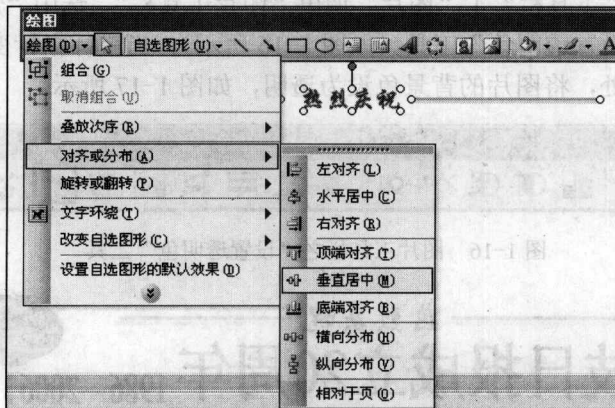 绘图
绘图(D) 自选图形(U)
组合(G)
取消组合(U)
叠放次序(R)
对齐或分布(A)
旋转或翻转(P)
文字环绕(T)
改变自选图形(C)
设置自选图形的默认效果(D)
热烈庆祝
左对齐(L)
水平居中(C)
右对齐(R)
顶端对齐(T)
垂直居中(M)
底端对齐(B)
横向分布(H)
纵向分布(V)
相对于页(O)